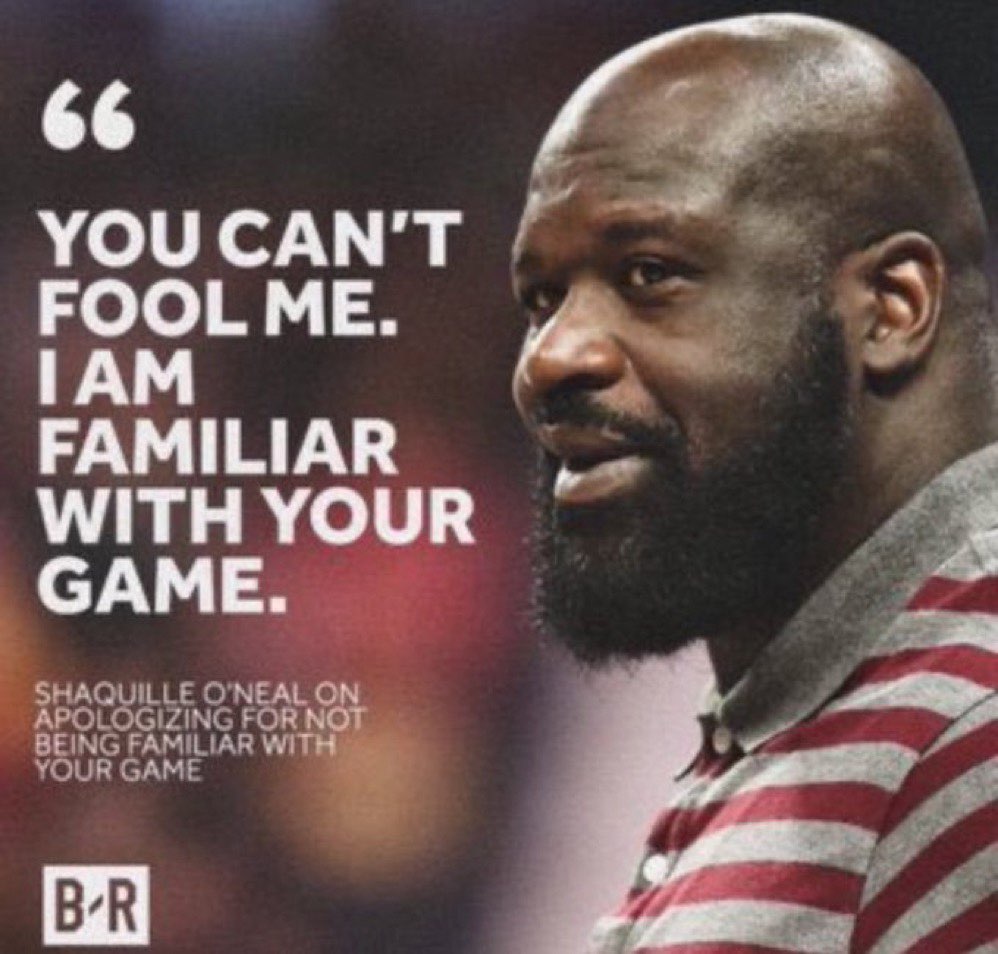 “
YOU CAN'T
FOOL ME.
I AM
FAMILIAR
WITH YOUR
GAME.
SHAQUILLE O'NEAL ON
APOLOGIZING FOR NOT
BEING FAMILIAR WITH
YOUR GAME
B-R